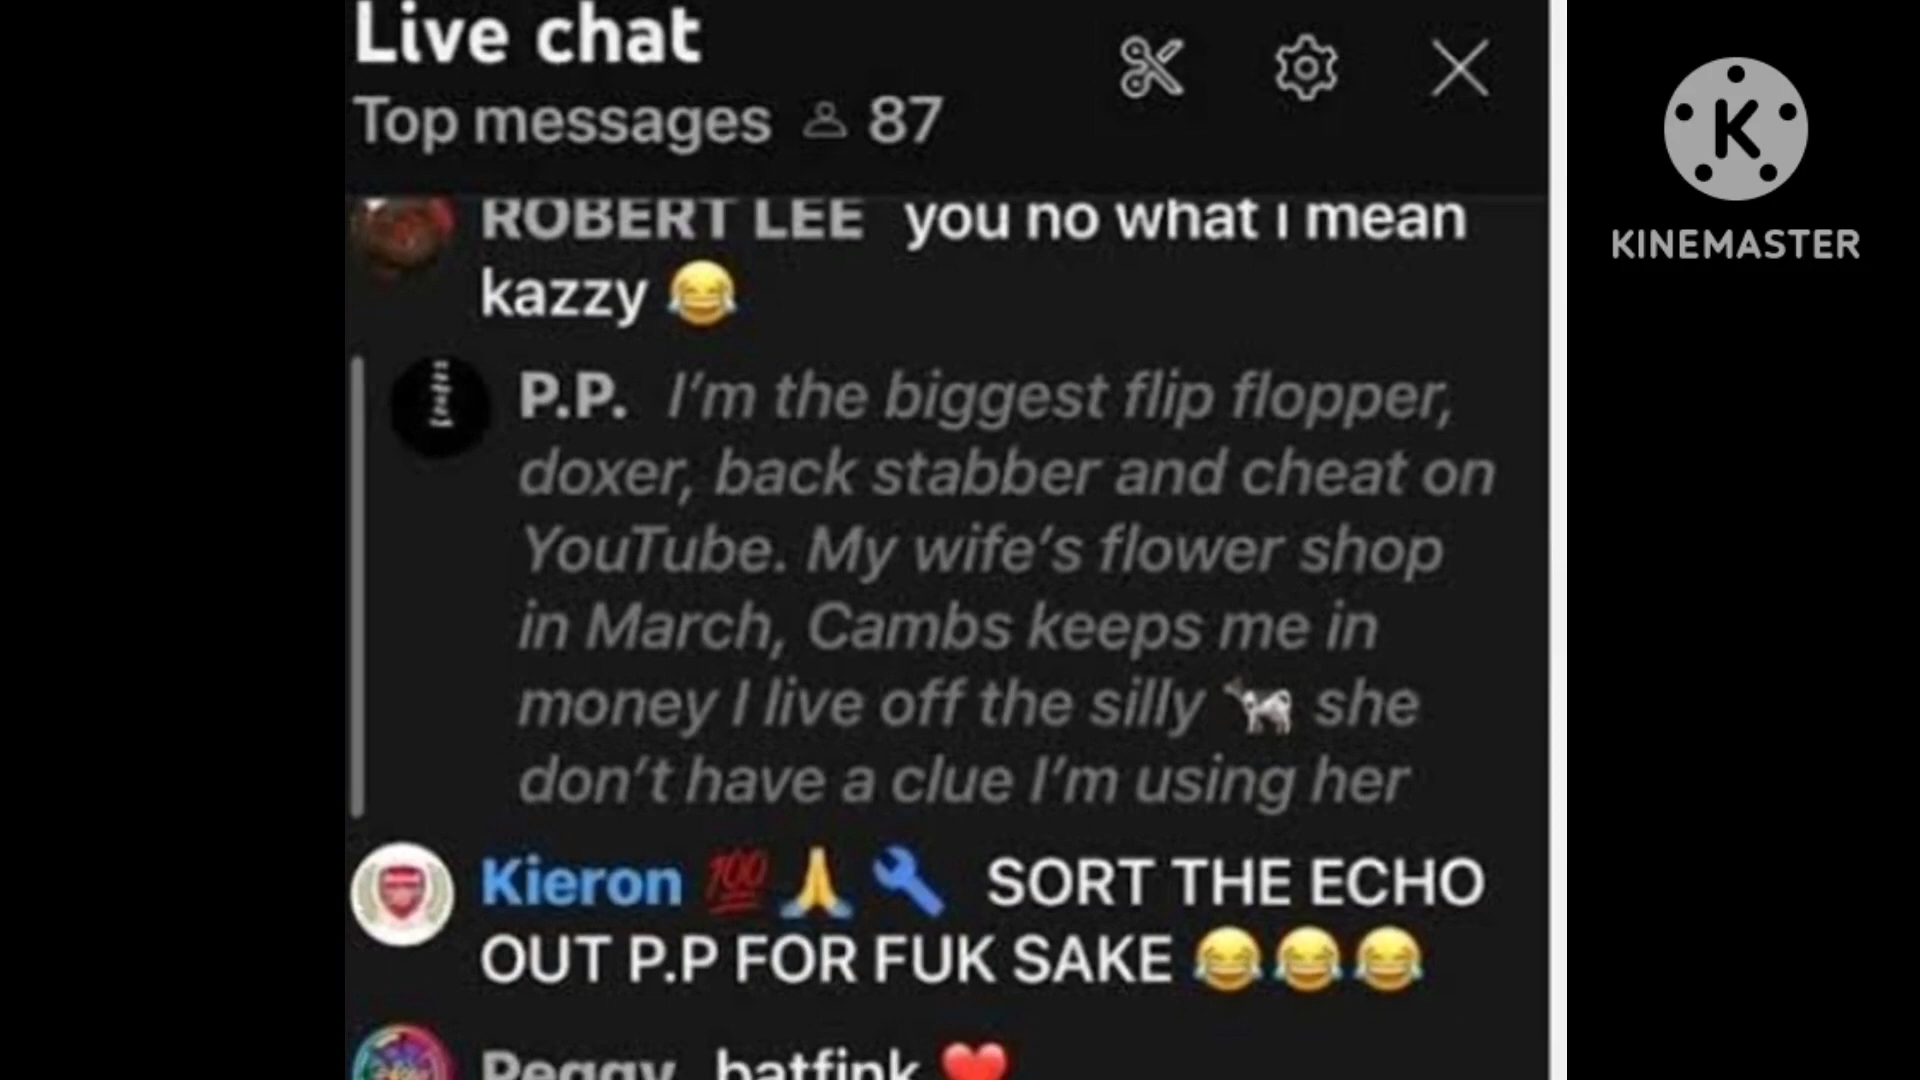 Live chat
Top messages 87
ROBERT LEE you no what i mean
kazzy 😂
P.P. I'm the biggest flip flopper,
doxer, back stabber and cheat on
YouTube. My wife's flower shop
in March, Cambs keeps me in
money I live off the silly 🐄 she
don't have a clue I'm using her
Kieron 💯🙏🔧 SORT THE ECHO
OUT P.P FOR FUK SAKE 😂😂😂
Peggy batfink ❤️
K
KINEMASTER